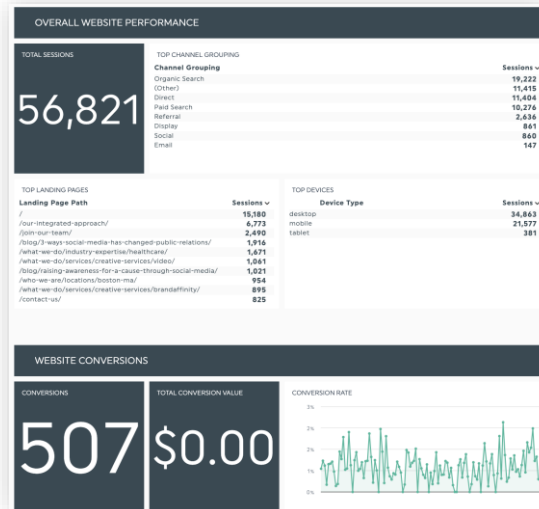 OVERALL WEBSITE PERFORMANCE
TOTAL SESSIONS
56,821
TOP CHANNEL GROUPING
Channel Grouping Sessions
Organic Search 19,222
(Other) 11,415
Direct 11,404
Paid Search 10,276
Referral 2,636
Display 861
Social 860
Email 147
TOP LANDING PAGES
Landing Page Path Sessions
/ 15,180
/our-integrated-approach/ 6,773
/join-our-team/ 2,490
/blog/3-ways-social-media-has-changed-public-relations/ 1,916
/what-we-do/industry-expertise/healthcare/ 1,671
/what-we-do/services/creative-services/video/ 1,061
/blog/raising-awareness-for-a-cause-through-social-media/ 1,021
/who-we-are/locations/boston-ma/ 954
/what-we-do/services/creative-services/brandaffinity/ 895
/contact-us/ 825
TOP DEVICES
Device Type Sessions
desktop 34,863
mobile 21,577
tablet 381
WEBSITE CONVERSIONS
CONVERSIONS
507
TOTAL CONVERSION VALUE
$0.00
CONVERSION RATE
3%
2%
2%
1%
0%